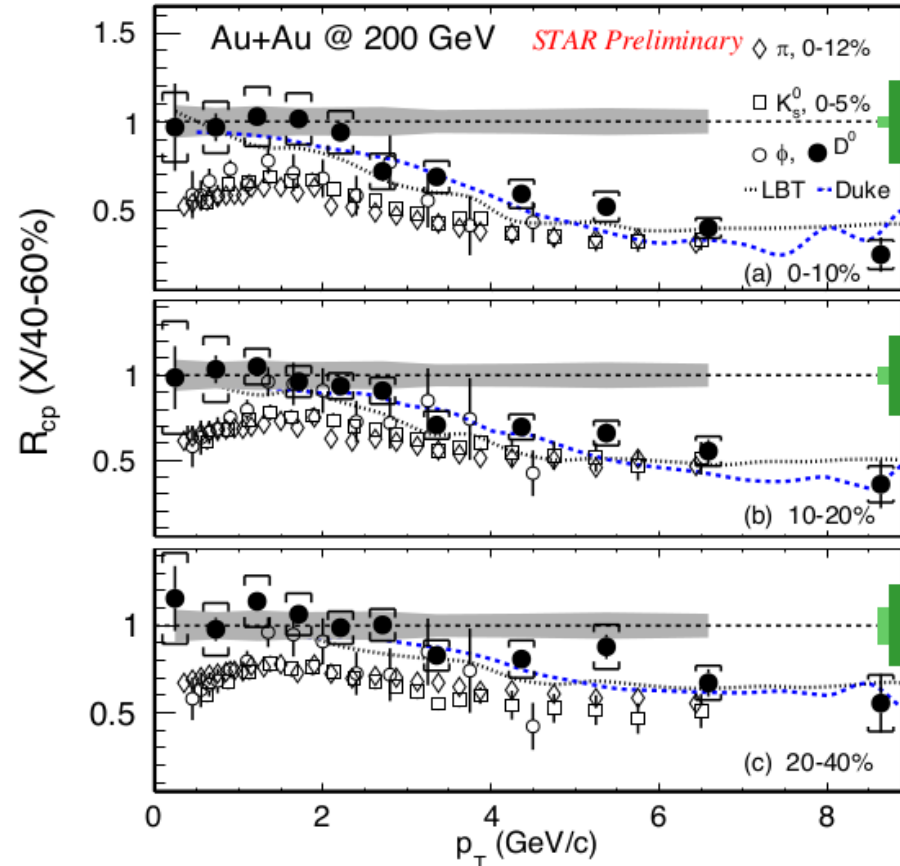 Au+Au @ 200 GeV
STAR Preliminary
π, 0-12%
K⁰ₛ, 0-5%
φ, D⁰
LBT Duke
(a) 0-10%
(b) 10-20%
(c) 20-40%
R_cp (X/40-60%)
1.5
1
0.5
1
0.5
1
0.5
0 2 4 6 8
p_T (GeV/c)